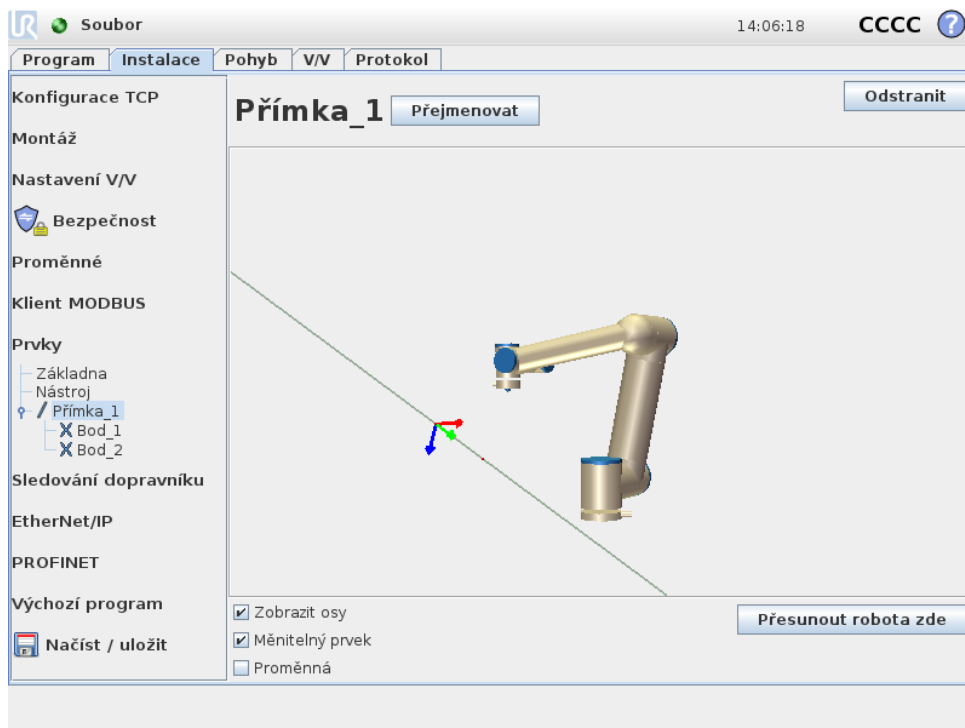 UR Soubor 14:06:18 CCCC ?
Program Instalace Pohyb V/V Protokol
Konfigurace TCP
Montáž
Nastavení V/V
Bezpečnost
Proměnné
Klient MODBUS
Prvky
Základna
Nástroj
Přímka_1
Bod_1
Bod_2
Sledování dopravníku
EtherNet/IP
PROFINET
Výchozí program
Načíst / uložit
Přímka_1 Přejmenovat Odstranit
Zobrazit osy
Měnitelný prvek
Proměnná
Přesunout robota zde